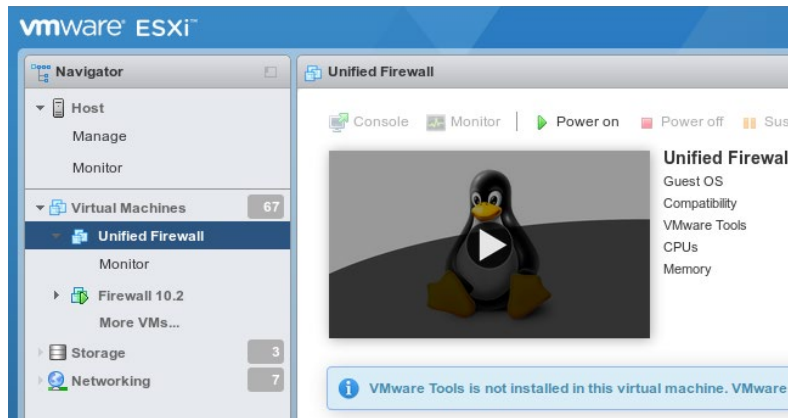 vmware ESXi™
Navigator
Host
Manage
Monitor
Virtual Machines 67
Unified Firewall
Monitor
Firewall 10.2
More VMs...
Storage 3
Networking 7
Unified Firewall
Console Monitor Power on Power off Sus
Unified Firewal
Guest OS
Compatibility
VMware Tools
CPUs
Memory
VMware Tools is not installed in this virtual machine. VMware